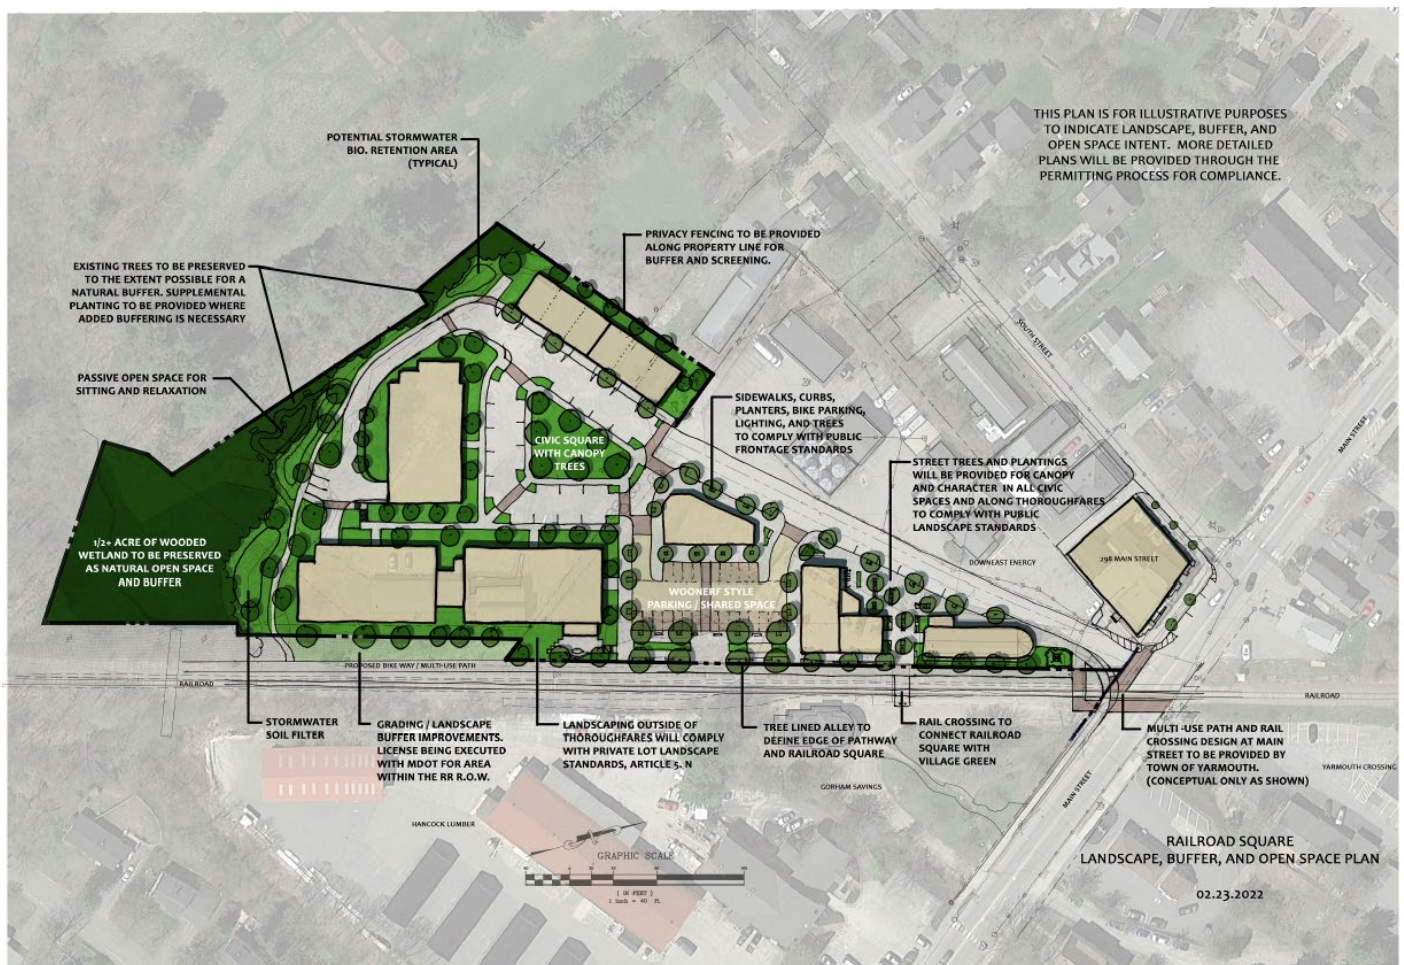 THIS PLAN IS FOR ILLUSTRATIVE PURPOSES
TO INDICATE LANDSCAPE, BUFFER, AND
OPEN SPACE INTENT. MORE DETAILED
PLANS WILL BE PROVIDED THROUGH THE
PERMITTING PROCESS FOR COMPLIANCE.
POTENTIAL STORMWATER
BIO. RETENTION AREA
(TYPICAL)
PRIVACY FENCING TO BE PROVIDED
ALONG PROPERTY LINE FOR
BUFFER AND SCREENING.
EXISTING TREES TO BE PRESERVED
TO THE EXTENT POSSIBLE FOR A
NATURAL BUFFER. SUPPLEMENTAL
PLANTING TO BE PROVIDED WHERE
ADDED BUFFERING IS NECESSARY
SOUTH STREET
PASSIVE OPEN SPACE FOR
SITTING AND RELAXATION
SIDEWALKS, CURBS,
PLANTERS, BIKE PARKING,
LIGHTING, AND TREES
TO COMPLY WITH PUBLIC
FRONTAGE STANDARDS
MAIN STREET
CIVIC SQUARE
WITH CANOPY
TREES
STREET TREES AND PLANTINGS
WILL BE PROVIDED FOR CANOPY
AND CHARACTER IN ALL CIVIC
SPACES AND ALONG THOROUGHFARES
TO COMPLY WITH PUBLIC
LANDSCAPE STANDARDS
1/2+ ACRE OF WOODED
WETLAND TO BE PRESERVED
AS NATURAL OPEN SPACE
AND BUFFER
DOWNEAST ENERGY
298 MAIN STREET
WOONERF STYLE
PARKING / SHARED SPACE
PROPOSED BIKE WAY / MULTI-USE PATH
RAILROAD
RAILROAD
STORMWATER
SOIL FILTER
GRADING / LANDSCAPE
BUFFER IMPROVEMENTS.
LICENSE BEING EXECUTED
WITH MDOT FOR AREA
WITHIN THE RR R.O.W.
LANDSCAPING OUTSIDE OF
THOROUGHFARES WILL COMPLY
WITH PRIVATE LOT LANDSCAPE
STANDARDS, ARTICLE 5. N
TREE LINED ALLEY TO
DEFINE EDGE OF PATHWAY
AND RAILROAD SQUARE
RAIL CROSSING TO
CONNECT RAILROAD
SQUARE WITH
VILLAGE GREEN
MULTI-USE PATH AND RAIL
CROSSING DESIGN AT MAIN
STREET TO BE PROVIDED BY
TOWN OF YARMOUTH.
(CONCEPTUAL ONLY AS SHOWN)
YARMOUTH CROSSING
MAIN STREET
GORHAM SAVINGS
HANCOCK LUMBER
GRAPHIC SCALE
( IN FEET )
1 inch = 40 ft.
RAILROAD SQUARE
LANDSCAPE, BUFFER, AND OPEN SPACE PLAN
02.23.2022